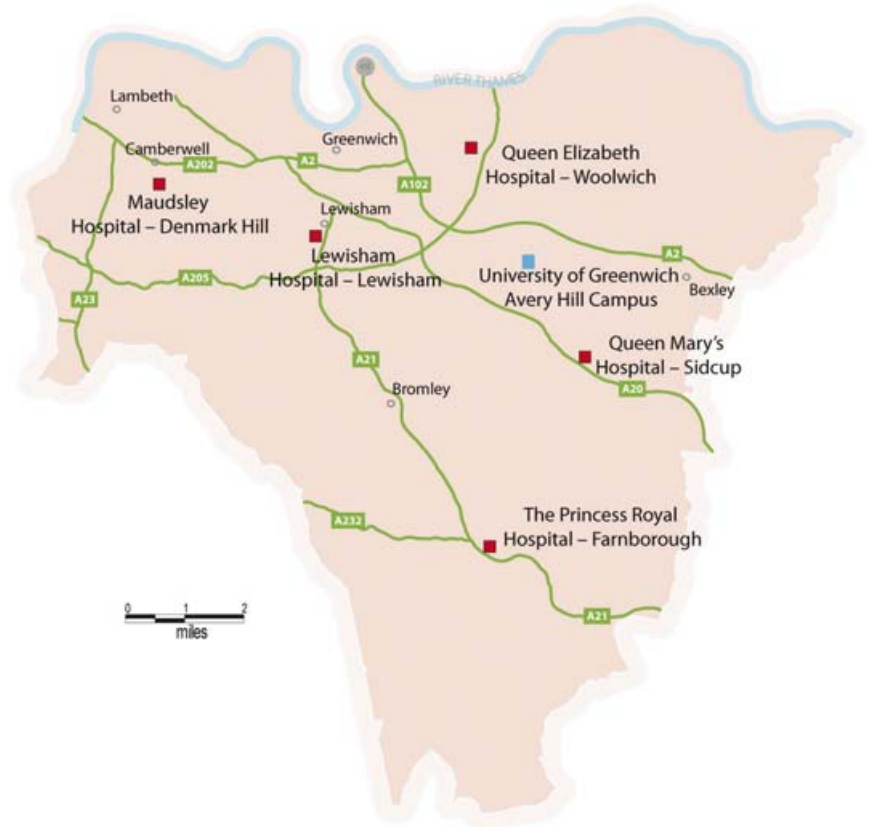 RIVER THAMES
Lambeth
Greenwich
Camberwell
A202
A2
Queen Elizabeth
Hospital – Woolwich
A102
Maudsley
Hospital – Denmark Hill
Lewisham
Lewisham
Hospital – Lewisham
A2
A205
University of Greenwich
Avery Hill Campus
Bexley
A23
Queen Mary's
Hospital – Sidcup
A21
A20
Bromley
A232
The Princess Royal
Hospital – Farnborough
0 1 2
miles
A21